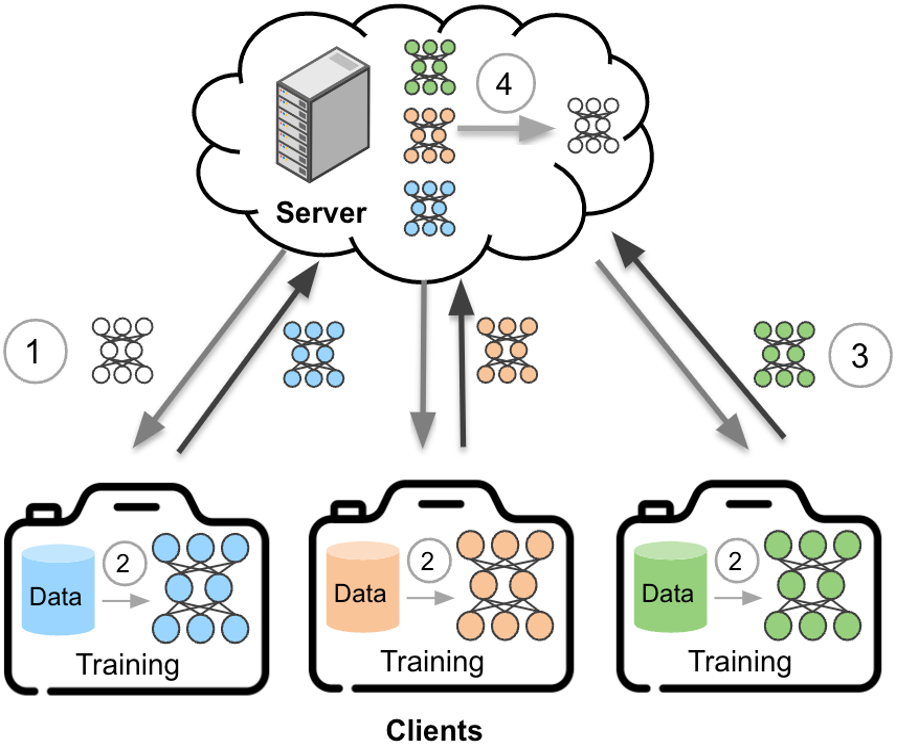 4
Server
1
3
2
Data
Training
2
Data
Training
2
Data
Training
Clients